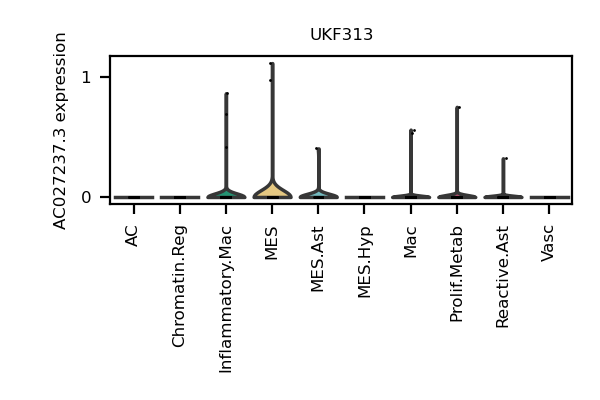 UKF313
AC027237.3 expression
1
0
AC
Chromatin.Reg
Inflammatory.Mac
MES
MES.Ast
MES.Hyp
Mac
Prolif.Metab
Reactive.Ast
Vasc